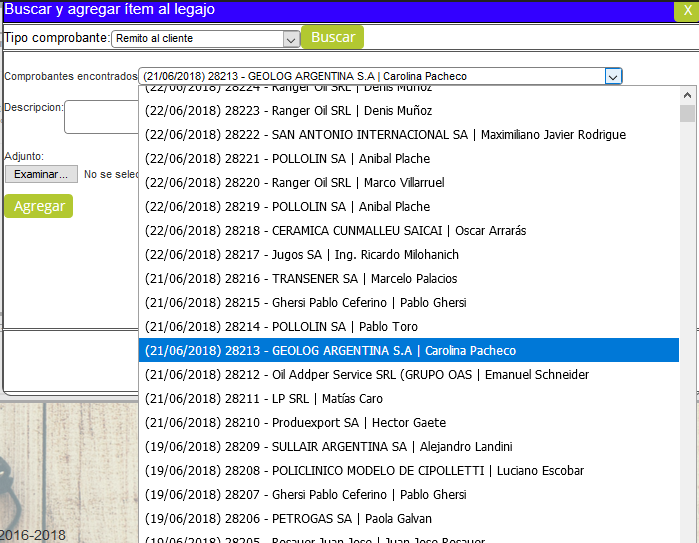 Buscar y agregar ítem al legajo
X
Tipo comprobante:
Remito al cliente
Buscar
Comprobantes encontrados
(21/06/2018) 28213 - GEOLOG ARGENTINA S.A | Carolina Pacheco
(22/06/2018) 28224 - Ranger Oil SRL | Denis Muñoz
Descripcion:
(22/06/2018) 28223 - Ranger Oil SRL | Denis Muñoz
(22/06/2018) 28222 - SAN ANTONIO INTERNACIONAL SA | Maximiliano Javier Rodrigue
Adjunto:
(22/06/2018) 28221 - POLLOLIN SA | Anibal Plache
Examinar...
No se selec
(22/06/2018) 28220 - Ranger Oil SRL | Marco Villarruel
Agregar
(22/06/2018) 28219 - POLLOLIN SA | Anibal Plache
(22/06/2018) 28218 - CERAMICA CUNMALLEU SAICAI | Oscar Arrarás
(22/06/2018) 28217 - Jugos SA | Ing. Ricardo Milohanich
(21/06/2018) 28216 - TRANSENER SA | Marcelo Palacios
(21/06/2018) 28215 - Ghersi Pablo Ceferino | Pablo Ghersi
(21/06/2018) 28214 - POLLOLIN SA | Pablo Toro
(21/06/2018) 28213 - GEOLOG ARGENTINA S.A | Carolina Pacheco
(21/06/2018) 28212 - Oil Addper Service SRL (GRUPO OAS | Emanuel Schneider
(21/06/2018) 28211 - LP SRL | Matías Caro
(21/06/2018) 28210 - Produexport SA | Hector Gaete
(19/06/2018) 28209 - SULLAIR ARGENTINA SA | Alejandro Landini
(19/06/2018) 28208 - POLICLINICO MODELO DE CIPOLLETTI | Luciano Escobar
(19/06/2018) 28207 - Ghersi Pablo Ceferino | Pablo Ghersi
(19/06/2018) 28206 - PETROGAS SA | Paola Galvan
2016-2018
(19/06/2018) 28205 - Rosauer Juan Jose | Juan Jose Rosauer